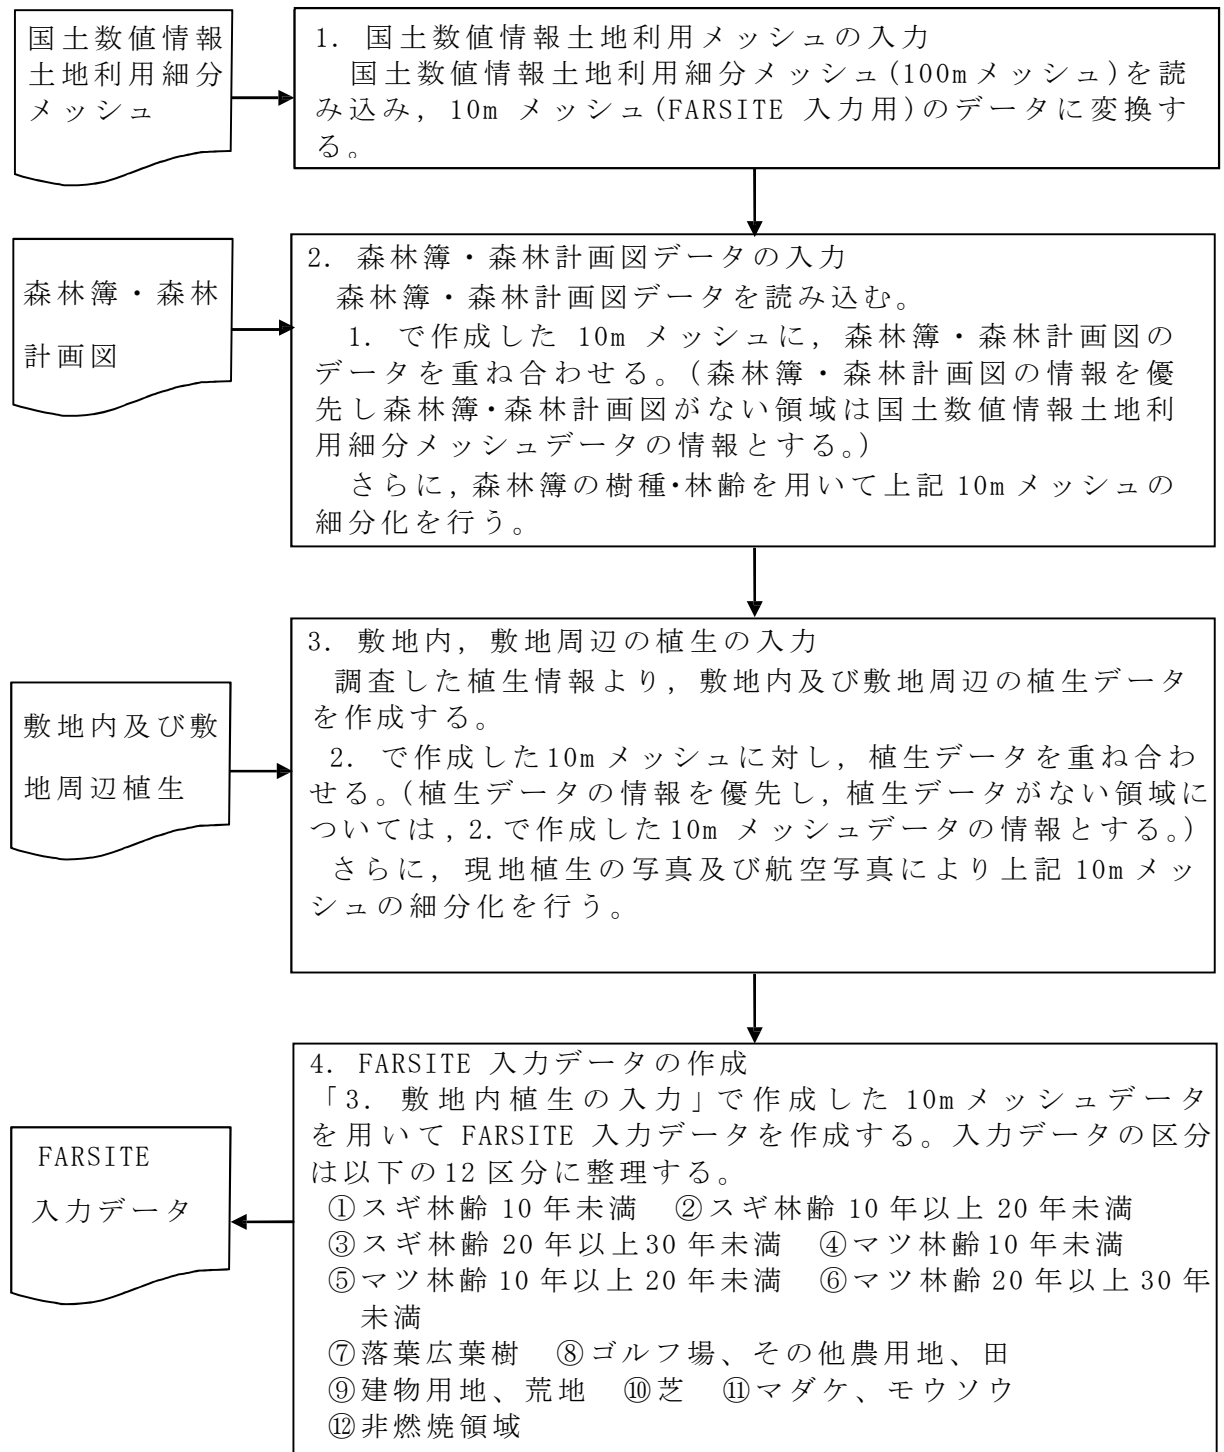 国土数値情報
土地利用細分
メッシュ
1. 国土数値情報土地利用メッシュの入力
国土数値情報土地利用細分メッシュ(100mメッシュ)を読
み込み, 10m メッシュ(FARSITE 入力用)のデータに変換す
る。
森林簿・森林
計画図
2. 森林簿・森林計画図データの入力
森林簿・森林計画図データを読み込む。
1. で作成した 10m メッシュに, 森林簿・森林計画図の
データを重ね合わせる。(森林簿・森林計画図の情報を優
先し森林簿・森林計画図がない領域は国土数値情報土地利
用細分メッシュデータの情報とする。)
さらに, 森林簿の樹種・林齢を用いて上記 10m メッシュの
細分化を行う。
敷地内及び敷
地周辺植生
3. 敷地内, 敷地周辺の植生の入力
調査した植生情報より, 敷地内及び敷地周辺の植生データ
を作成する。
2. で作成した10m メッシュに対し, 植生データを重ね合わ
せる。(植生データの情報を優先し, 植生データがない領域に
ついては, 2.で作成した10m メッシュデータの情報とする。)
さらに, 現地植生の写真及び航空写真により上記 10m メッ
シュの細分化を行う。
FARSITE
入力データ
4. FARSITE 入力データの作成
「3. 敷地内植生の入力」で作成した 10m メッシュデータ
を用いて FARSITE 入力データを作成する。入力データの区分
は以下の12 区分に整理する。
①スギ林齢 10 年未満 ②スギ林齢 10 年以上 20 年未満
③スギ林齢 20 年以上30 年未満 ④マツ林齢10 年未満
⑤マツ林齢 10 年以上 20 年未満 ⑥マツ林齢 20 年以上 30 年
未満
⑦落葉広葉樹 ⑧ゴルフ場、その他農用地、田
⑨建物用地、荒地 ⑩芝 ⑪マダケ、モウソウ
⑫非燃焼領域